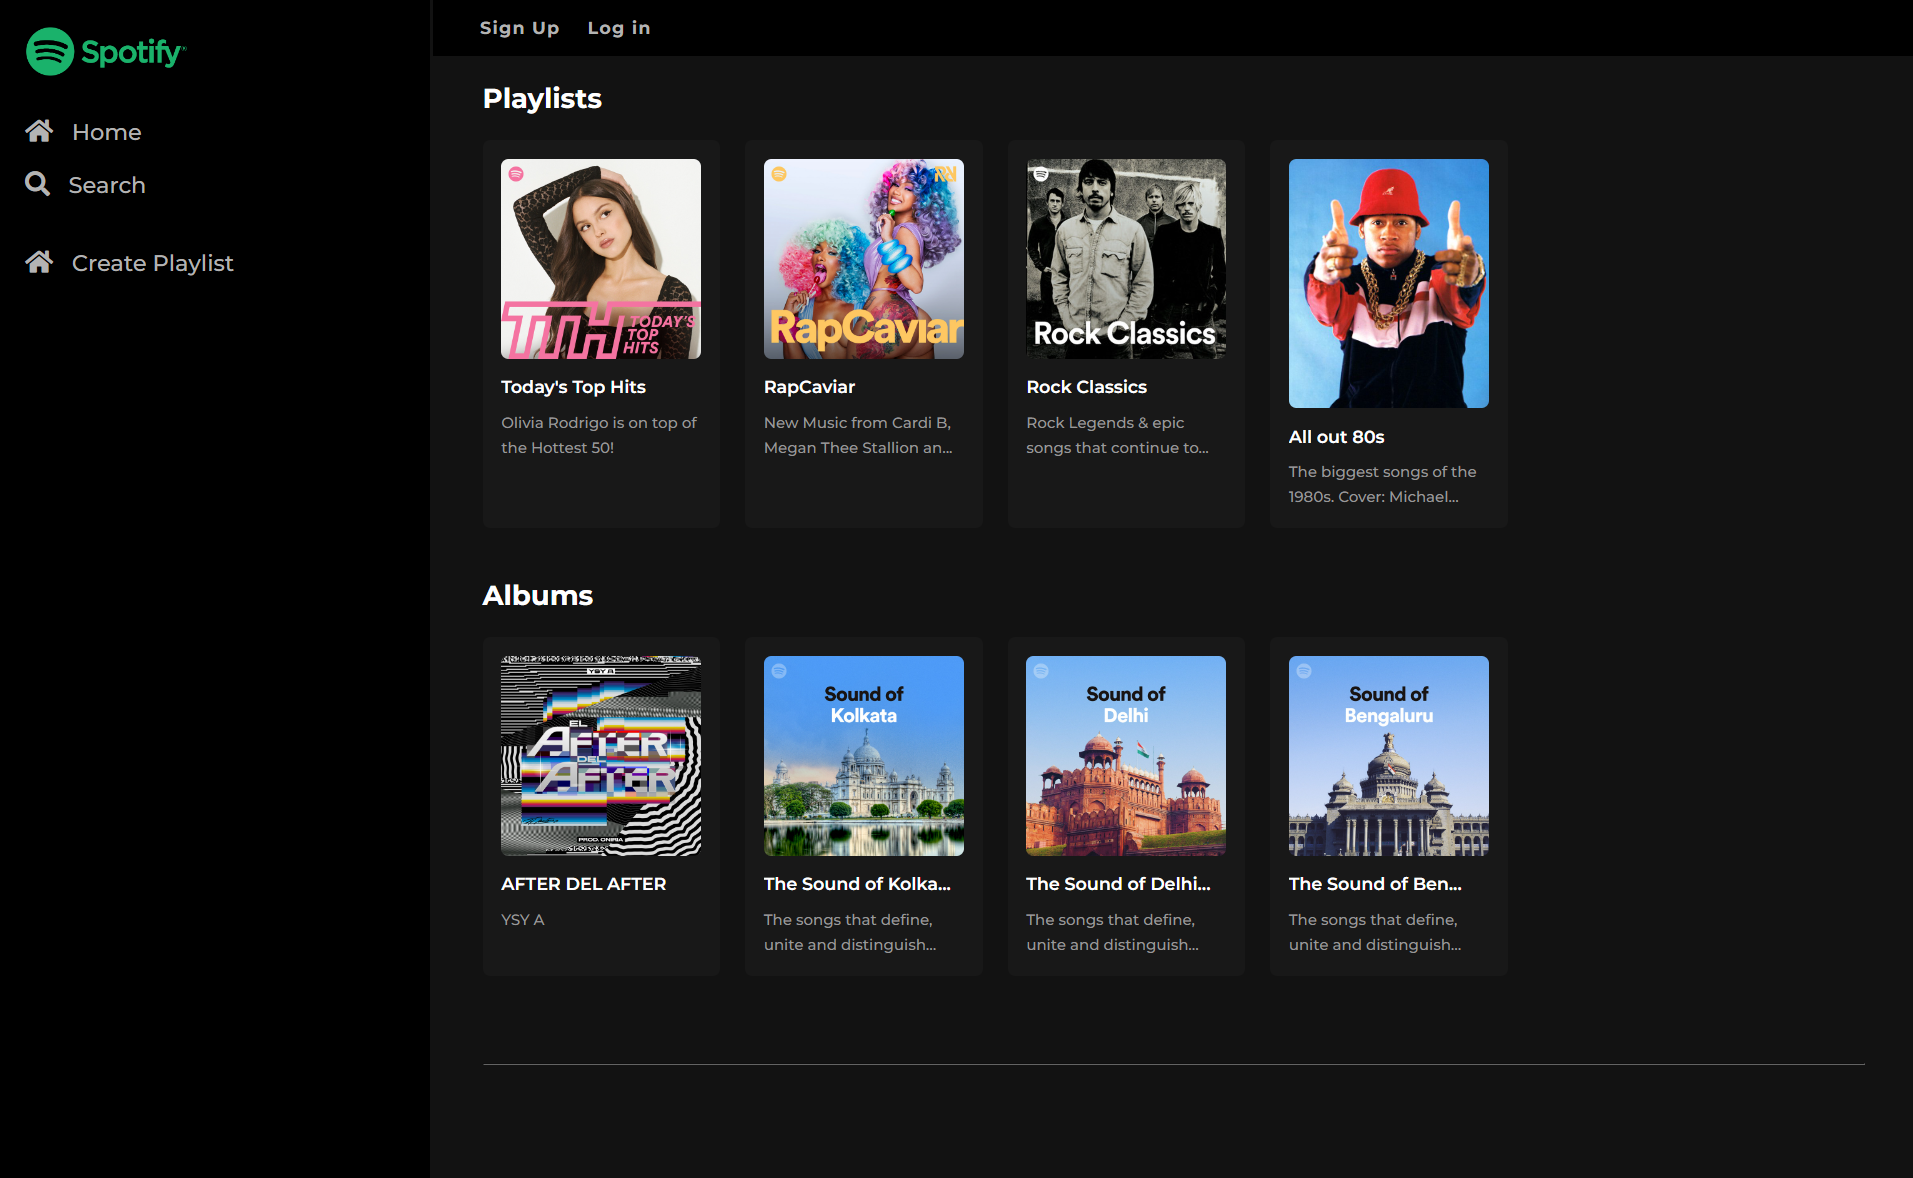 Spotify
Home
Search
Create Playlist
Sign Up
Log in
Playlists
TTH TODAY'S TOP HITS
Today's Top Hits
Olivia Rodrigo is on top of
the Hottest 50!
RapCaviar
RapCaviar
New Music from Cardi B,
Megan Thee Stallion an...
Rock Classics
Rock Classics
Rock Legends & epic
songs that continue to...
All out 80s
The biggest songs of the
1980s. Cover: Michael...
Albums
YSY A
EL
AFTER
DEL
AFTER
PROD. ONIRIA
AFTER DEL AFTER
YSY A
Sound of
Kolkata
The Sound of Kolka...
The songs that define,
unite and distinguish...
Sound of
Delhi
The Sound of Delhi...
The songs that define,
unite and distinguish...
Sound of
Bengaluru
The Sound of Ben...
The songs that define,
unite and distinguish...